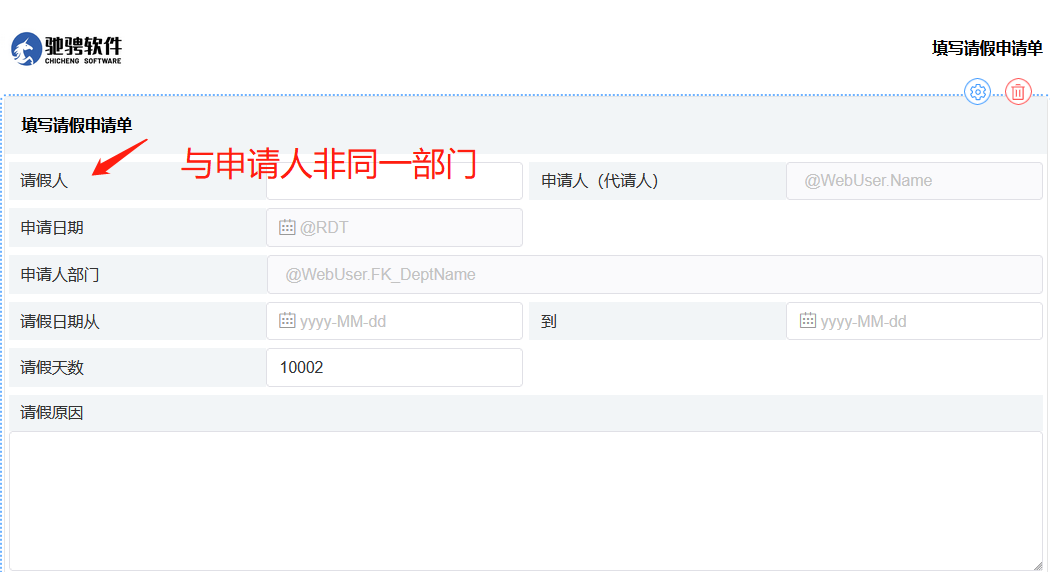 驰骋软件
CHICHENG SOFTWARE
填写请假申请单
填写请假申请单
请假人
与申请人非同一部门
申请人（代请人）
@WebUser.Name
申请日期
@RDT
申请人部门
@WebUser.FK_DeptName
请假日期从
yyyy-MM-dd
到
yyyy-MM-dd
请假天数
10002
请假原因